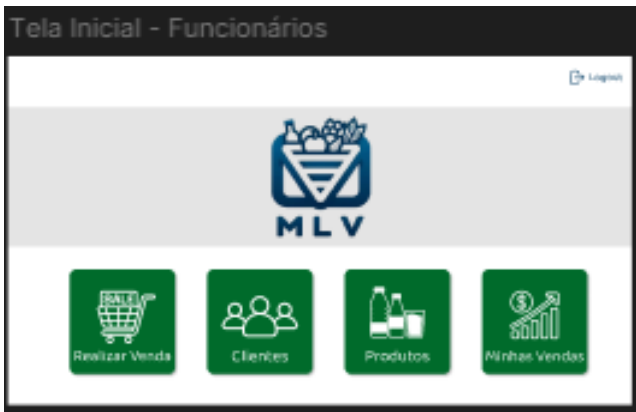 Tela Inicial - Funcionários
Logout
MLV
SALE
Realizar Venda
Clientes
Produtos
Minhas Vendas